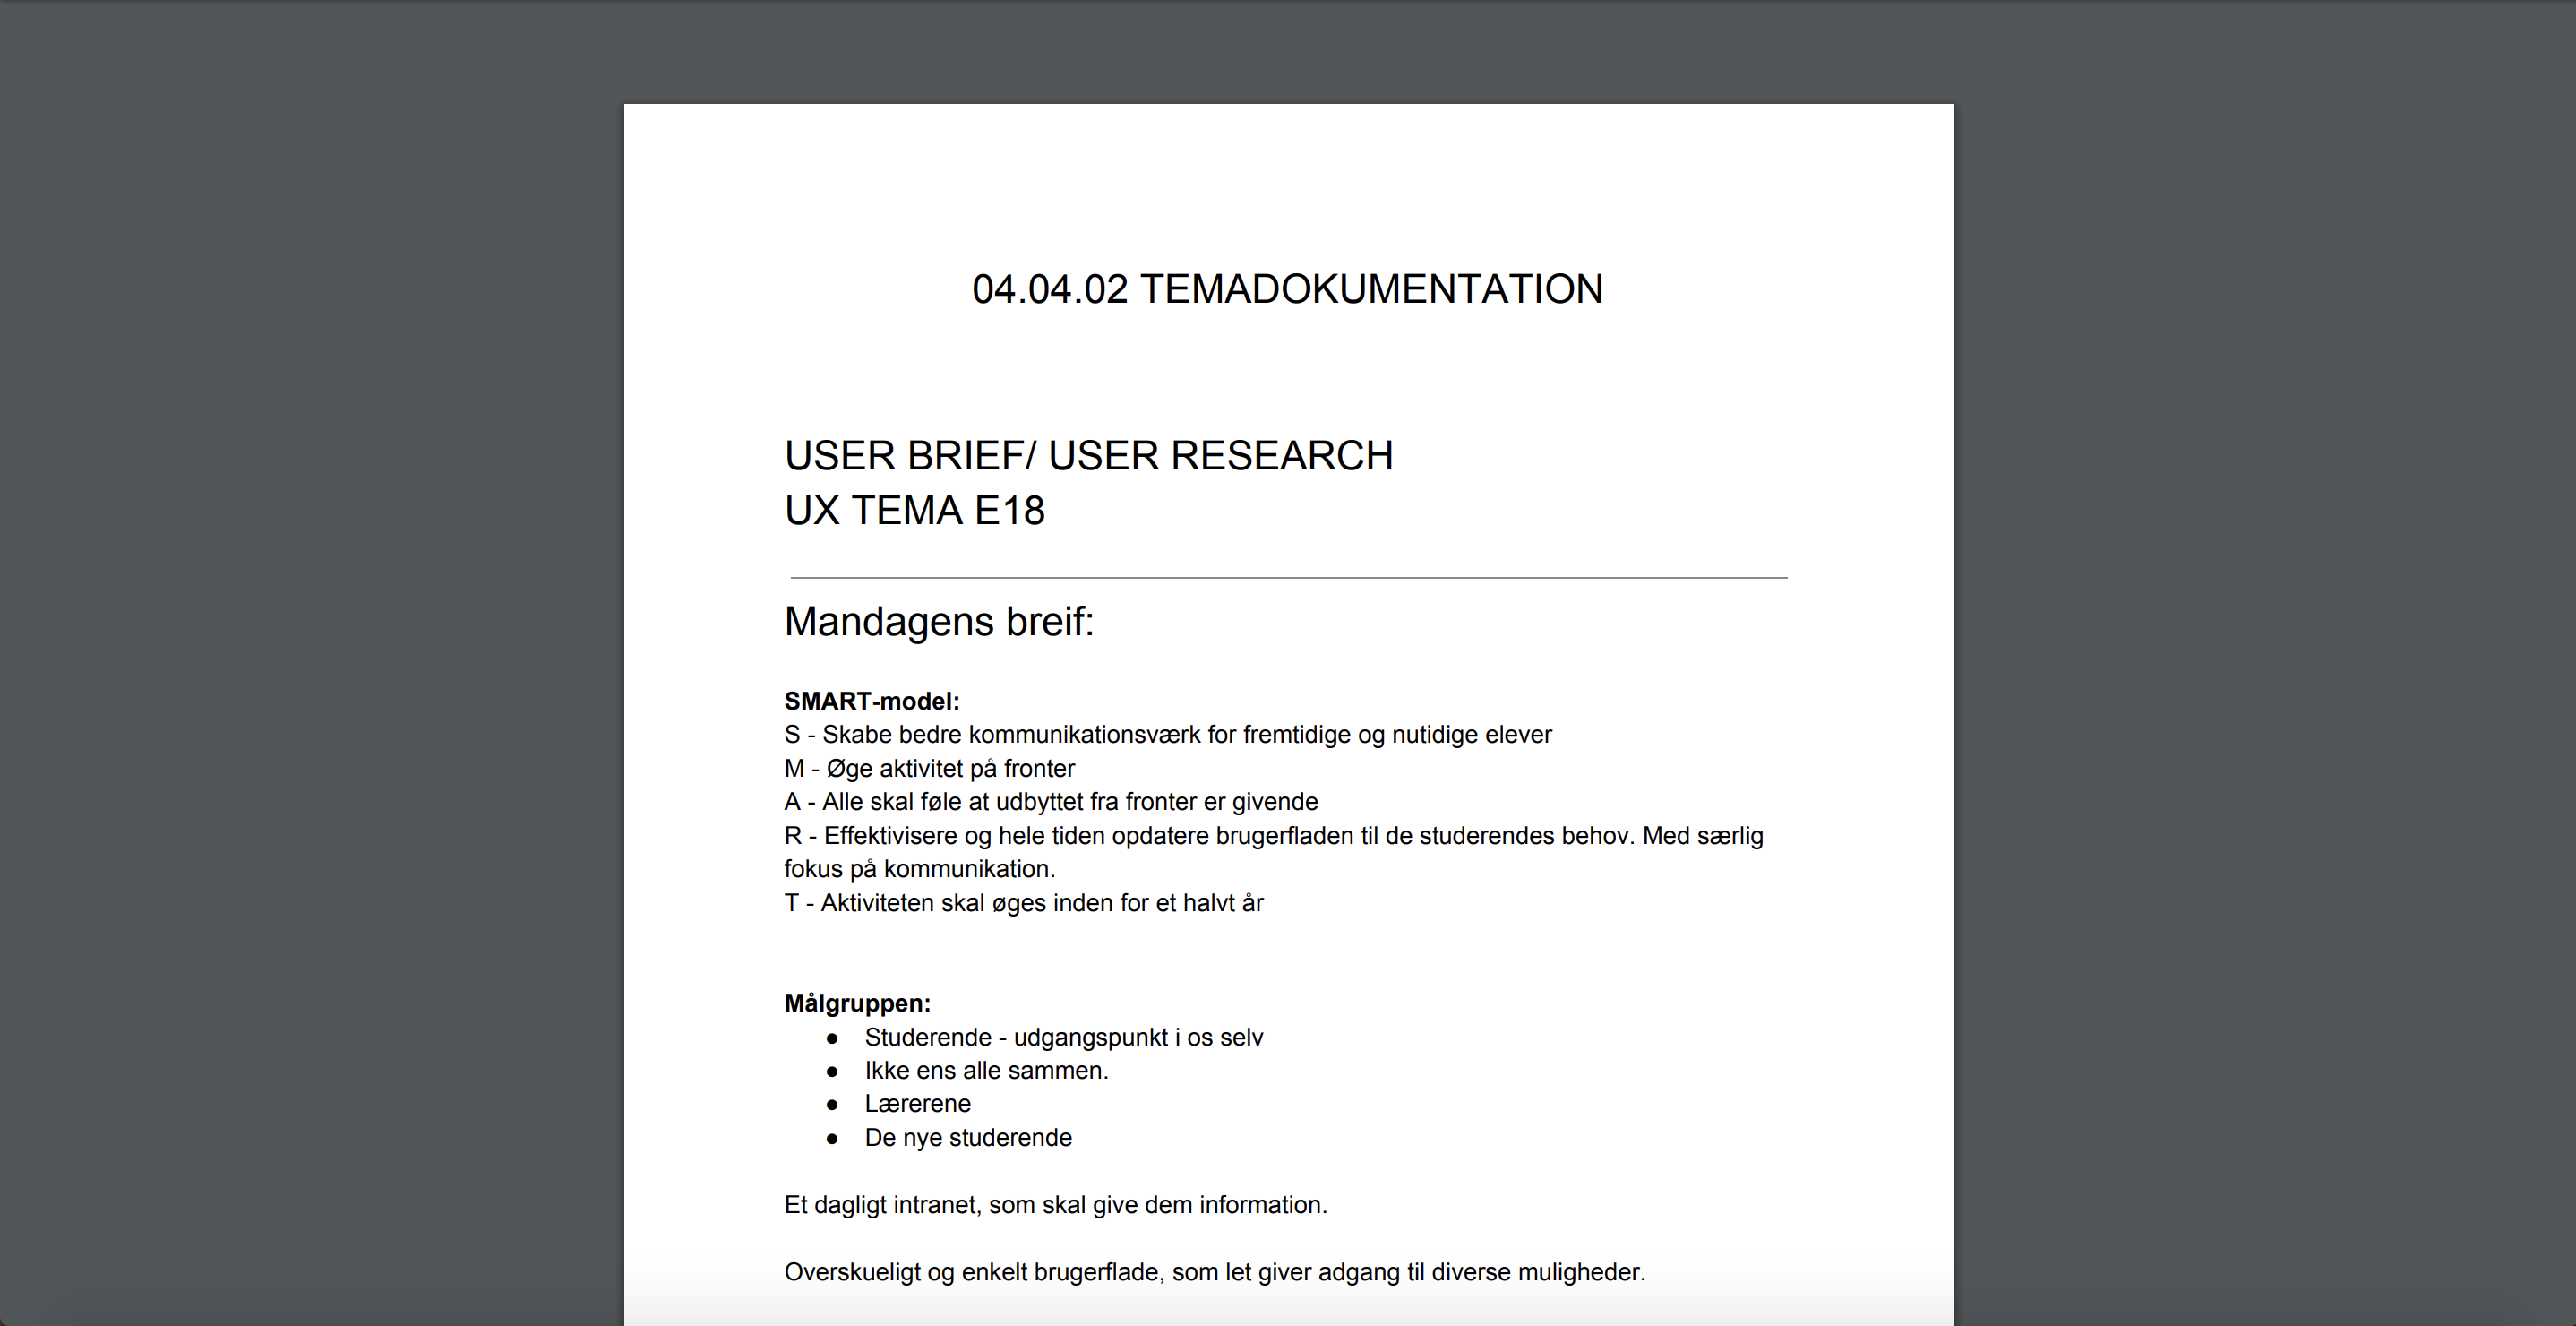 04.04.02 TEMADOKUMENTATION
USER BRIEF/ USER RESEARCH
UX TEMA E18
Mandagens breif:
SMART-model:
S - Skabe bedre kommunikationsværk for fremtidige og nutidige elever
M - Øge aktivitet på fronter
A - Alle skal føle at udbyttet fra fronter er givende
R - Effektivisere og hele tiden opdatere brugerfladen til de studerendes behov. Med særlig
fokus på kommunikation.
T - Aktiviteten skal øges inden for et halvt år
Målgruppen:
● Studerende - udgangspunkt i os selv
● Ikke ens alle sammen.
● Lærerene
● De nye studerende
Et dagligt intranet, som skal give dem information.
Overskueligt og enkelt brugerflade, som let giver adgang til diverse muligheder.